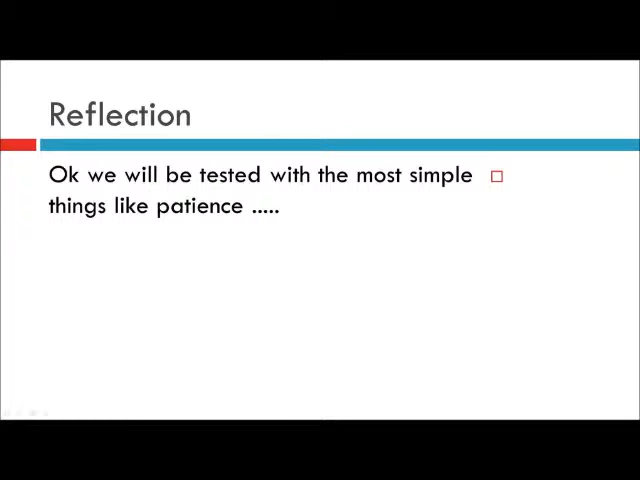 Reflection
Ok we will be tested with the most simple
things like patience .....